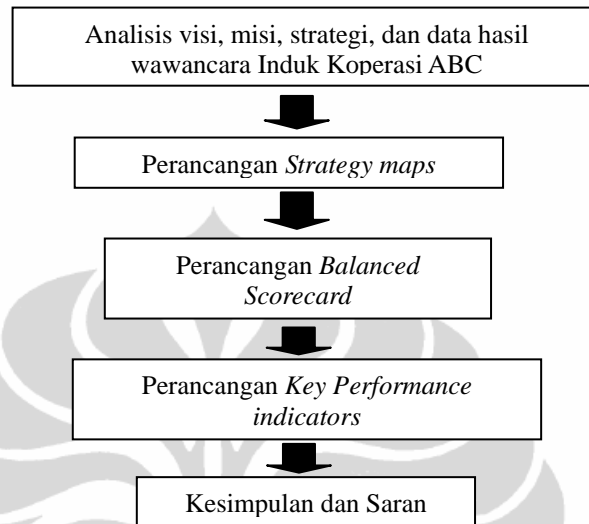 Analisis visi, misi, strategi, dan data hasil
wawancara Induk Koperasi ABC
Perancangan Strategy maps
Perancangan Balanced
Scorecard
Perancangan Key Performance
indicators
Kesimpulan dan Saran